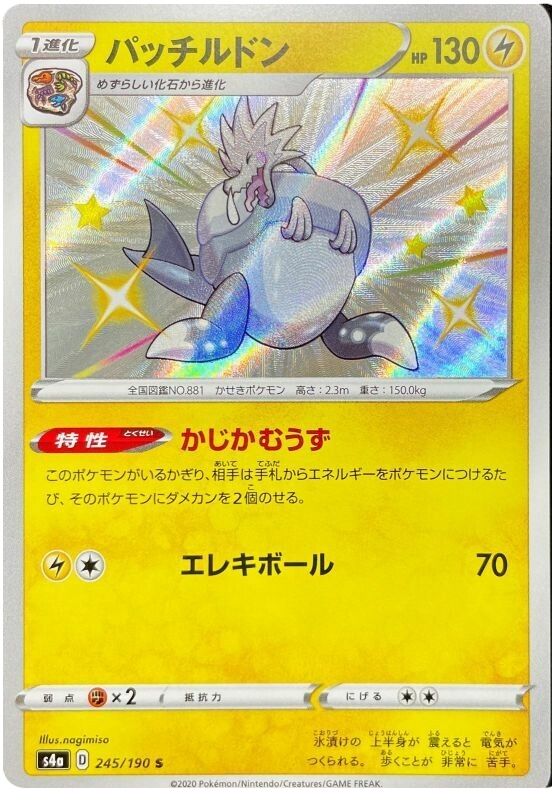 1進化 パッチルドン HP 130
めずらしい化石から進化
全国図鑑NO.881 かせきポケモン 高さ:2.3m 重さ:150.0kg
特性 とくせい かじかむうず
このポケモンがいるかぎり、相手は手札からエネルギーをポケモンにつけるた
び、そのポケモンにダメカンを2個のせる。
エレキボール 70
弱点 ×2 抵抗力 にげる
Illus.nagimiso
s4a D 245/190 S
氷漬けの 上半身が 震えると 電気が
つくられる。 歩くことが 非常に 苦手。
©2020 Pokémon/Nintendo/Creatures/GAME FREAK.